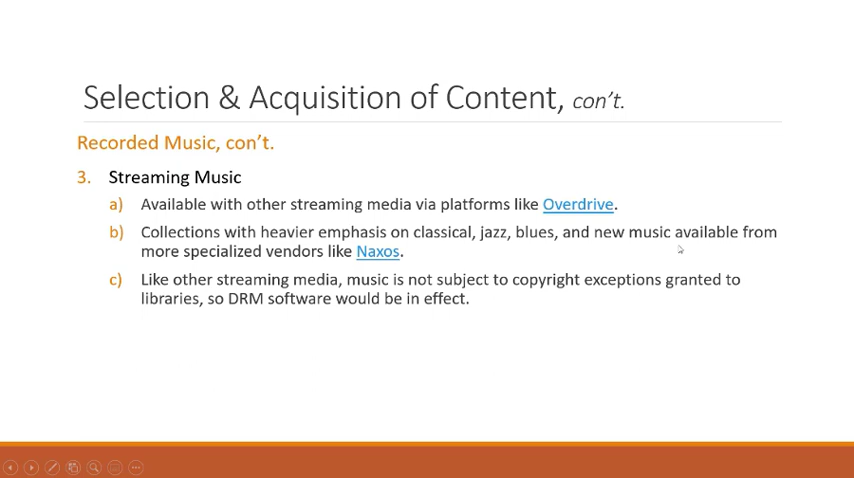 Selection & Acquisition of Content, con't.
Recorded Music, con't.
3. Streaming Music
a) Available with other streaming media via platforms like Overdrive.
b) Collections with heavier emphasis on classical, jazz, blues, and new music available from
more specialized vendors like Naxos.
c) Like other streaming media, music is not subject to copyright exceptions granted to
libraries, so DRM software would be in effect.